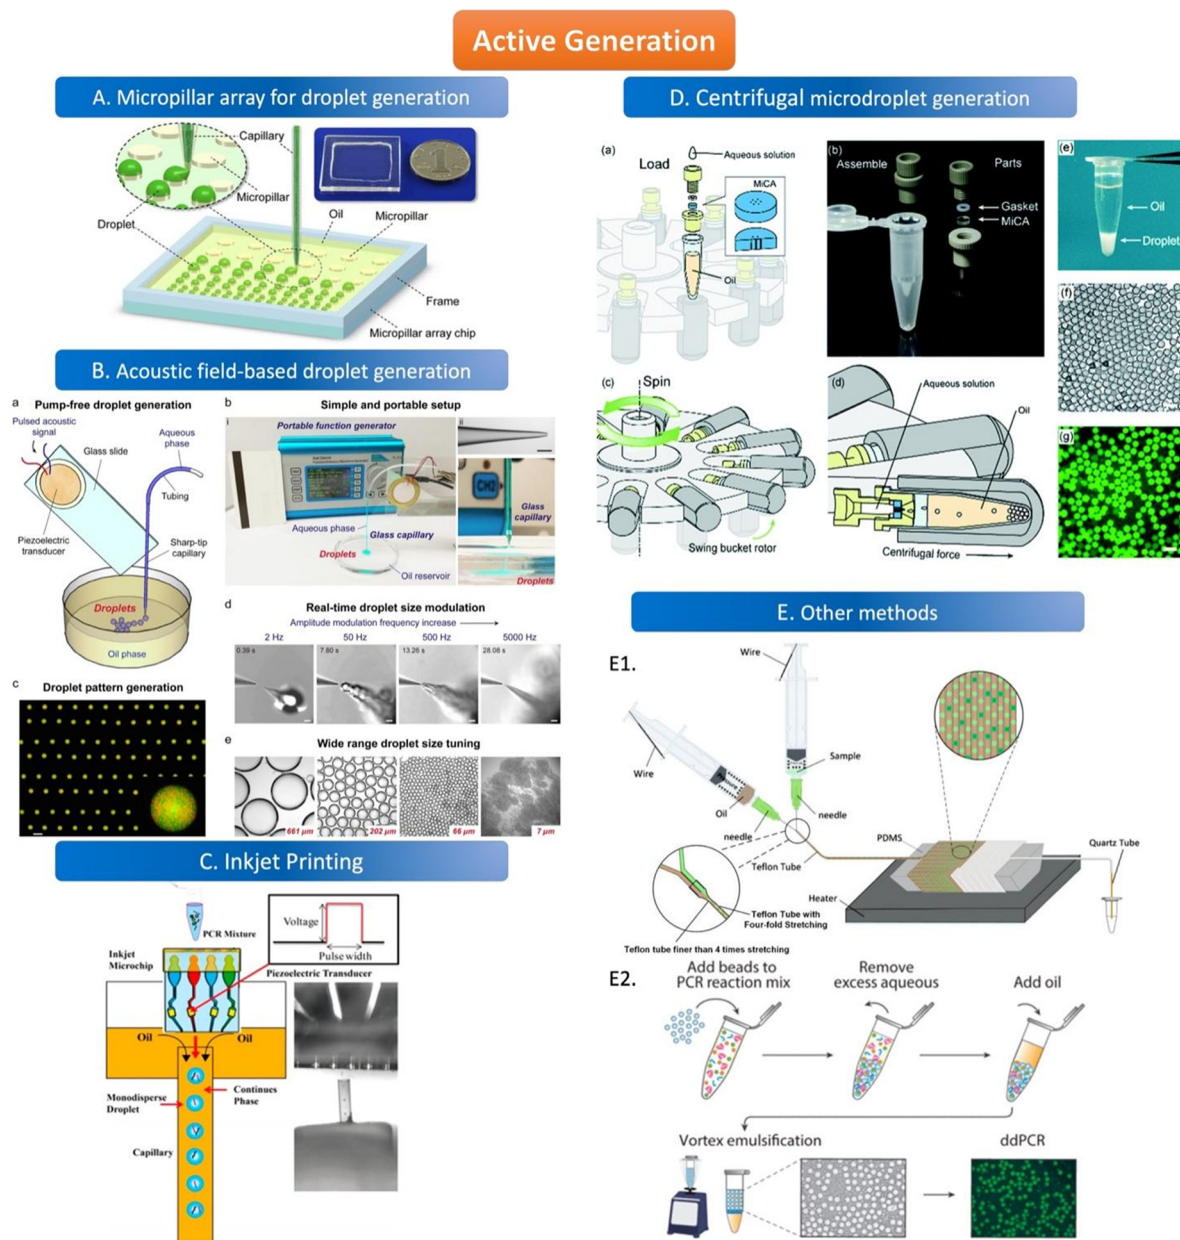 Active Generation
A. Micropillar array for droplet generation
Capillary
Micropillar
Droplet
Oil
Micropillar
Frame
Micropillar array chip
B. Acoustic field-based droplet generation
a
Pump-free droplet generation
Pulsed acoustic
signal
Glass slide
Aqueous
phase
Tubing
Piezoelectric
transducer
Sharp-tip
capillary
Droplets
Oil phase
b
Simple and portable setup
i
Portable function generator
Aqueous phase
Glass capillary
Droplets
Oil reservoir
ii
CH2
Glass
capillary
Droplets
c
Droplet pattern generation
d
Real-time droplet size modulation
Amplitude modulation frequency increase
2 Hz
50 Hz
500 Hz
5000 Hz
0.39 s
7.80 s
13.26 s
28.08 s
e
Wide range droplet size tuning
661 µm
202 µm
66 µm
7 µm
C. Inkjet Printing
PCR Mixture
Voltage
Pulse width
Inkjet
Microchip
Piezoelectric Transducer
Oil
Oil
Continues
Phase
Monodisperse
Droplet
Capillary
D. Centrifugal microdroplet generation
(a)
Load
Aqueous solution
MiCA
Oil
(b)
Assemble
Parts
Gasket
MiCA
(e)
Oil
Droplet
(f)
(c)
Spin
Swing bucket rotor
(d)
Aqueous solution
Oil
Centrifugal force
(g)
E. Other methods
E1.
Wire
Wire
Sample
Oil
needle
needle
Teflon Tube
PDMS
Quartz Tube
Heater
Teflon Tube with
Four-fold Stretching
Teflon tube finer than 4 times stretching
E2.
Add beads to
PCR reaction mix
Remove
excess aqueous
Add oil
Vortex emulsification
ddPCR